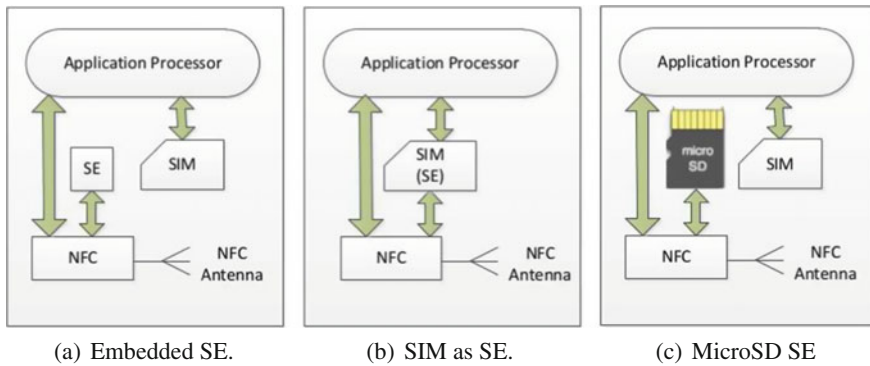 Application Processor
SE
SIM
NFC
NFC
Antenna
(a) Embedded SE.
Application Processor
SIM
(SE)
NFC
NFC
Antenna
(b) SIM as SE.
Application Processor
micro
SD
SIM
NFC
NFC
Antenna
(c) MicroSD SE